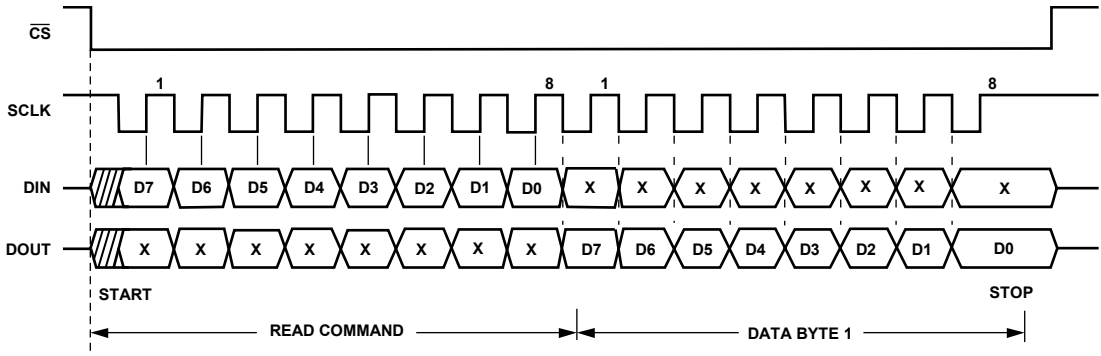 CS
1 8 1 8
SCLK
DIN D7 D6 D5 D4 D3 D2 D1 D0 X X X X X X X X
DOUT X X X X X X X X D7 D6 D5 D4 D3 D2 D1 D0
START STOP
READ COMMAND DATA BYTE 1